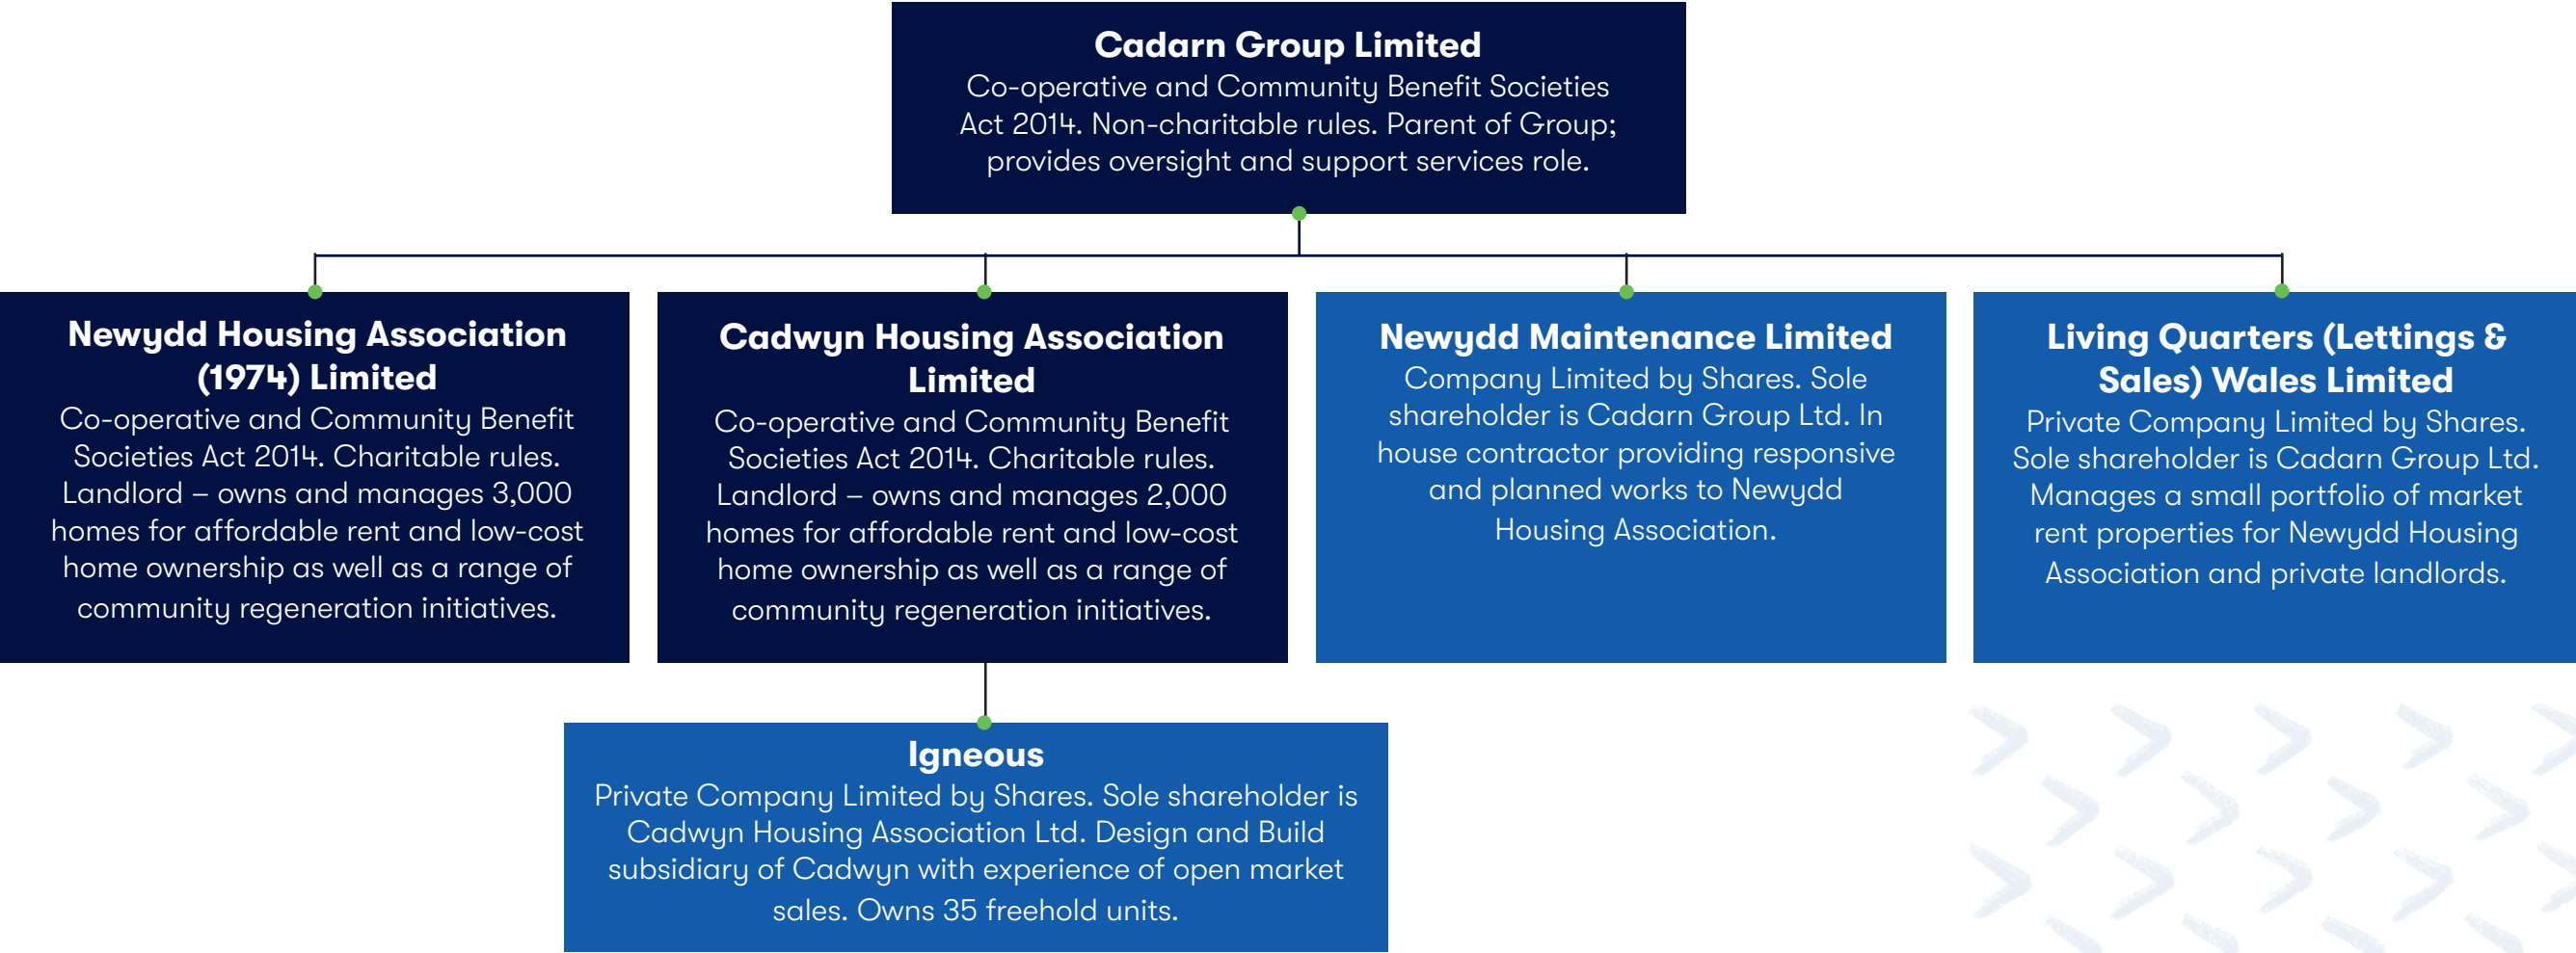 Cadarn Group Limited
Co-operative and Community Benefit Societies
Act 2014. Non-charitable rules. Parent of Group;
provides oversight and support services role.
Newydd Housing Association
(1974) Limited
Co-operative and Community Benefit
Societies Act 2014. Charitable rules.
Landlord – owns and manages 3,000
homes for affordable rent and low-cost
home ownership as well as a range of
community regeneration initiatives.
Cadwyn Housing Association
Limited
Co-operative and Community Benefit
Societies Act 2014. Charitable rules.
Landlord – owns and manages 2,000
homes for affordable rent and low-cost
home ownership as well as a range of
community regeneration initiatives.
Newydd Maintenance Limited
Company Limited by Shares. Sole
shareholder is Cadarn Group Ltd. In
house contractor providing responsive
and planned works to Newydd
Housing Association.
Living Quarters (Lettings &
Sales) Wales Limited
Private Company Limited by Shares.
Sole shareholder is Cadarn Group Ltd.
Manages a small portfolio of market
rent properties for Newydd Housing
Association and private landlords.
Igneous
Private Company Limited by Shares. Sole shareholder is
Cadwyn Housing Association Ltd. Design and Build
subsidiary of Cadwyn with experience of open market
sales. Owns 35 freehold units.